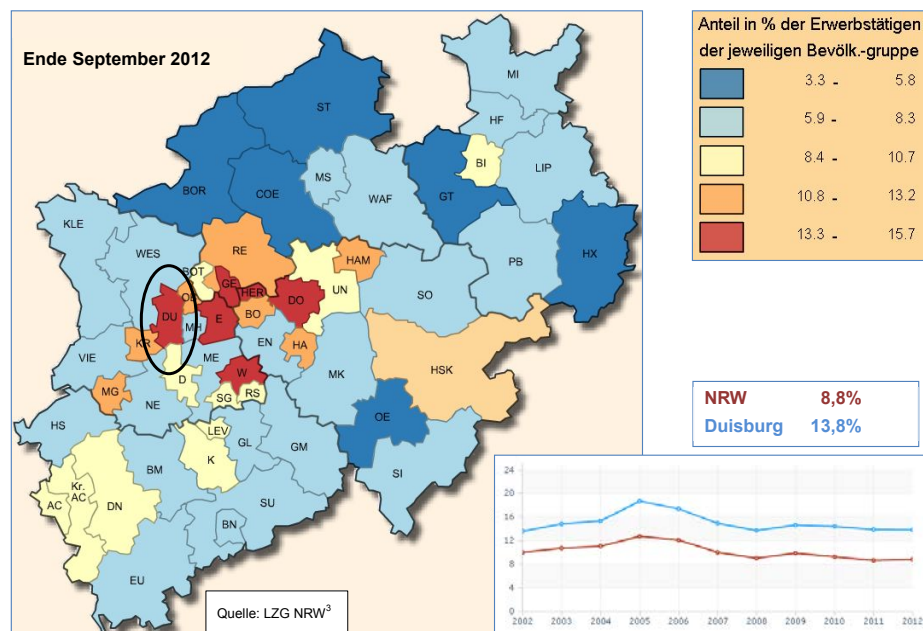 Ende September 2012
MI
ST
HF
BI
LIP
MS
BOR
COE
GT
WAF
KLE
HX
WES
RE
PB
BOT
HAM
GE
UN
SO
OB
HER
DO
DU
E
BO
MH
EN
HA
KR
VIE
ME
HSK
W
MK
D
MG
SG
RS
NE
OE
HS
LEV
GL
K
GM
BM
SI
Kr.
AC
AC
DN
SU
BN
EU
Quelle: LZG NRW³
Anteil in % der Erwerbstätigen
der jeweiligen Bevölk.-gruppe
3.3 - 5.8
5.9 - 8.3
8.4 - 10.7
10.8 - 13.2
13.3 - 15.7
NRW 8,8%
Duisburg 13,8%
24
20
16
12
8
4
0
2002 2003 2004 2005 2006 2007 2008 2009 2010 2011 2012